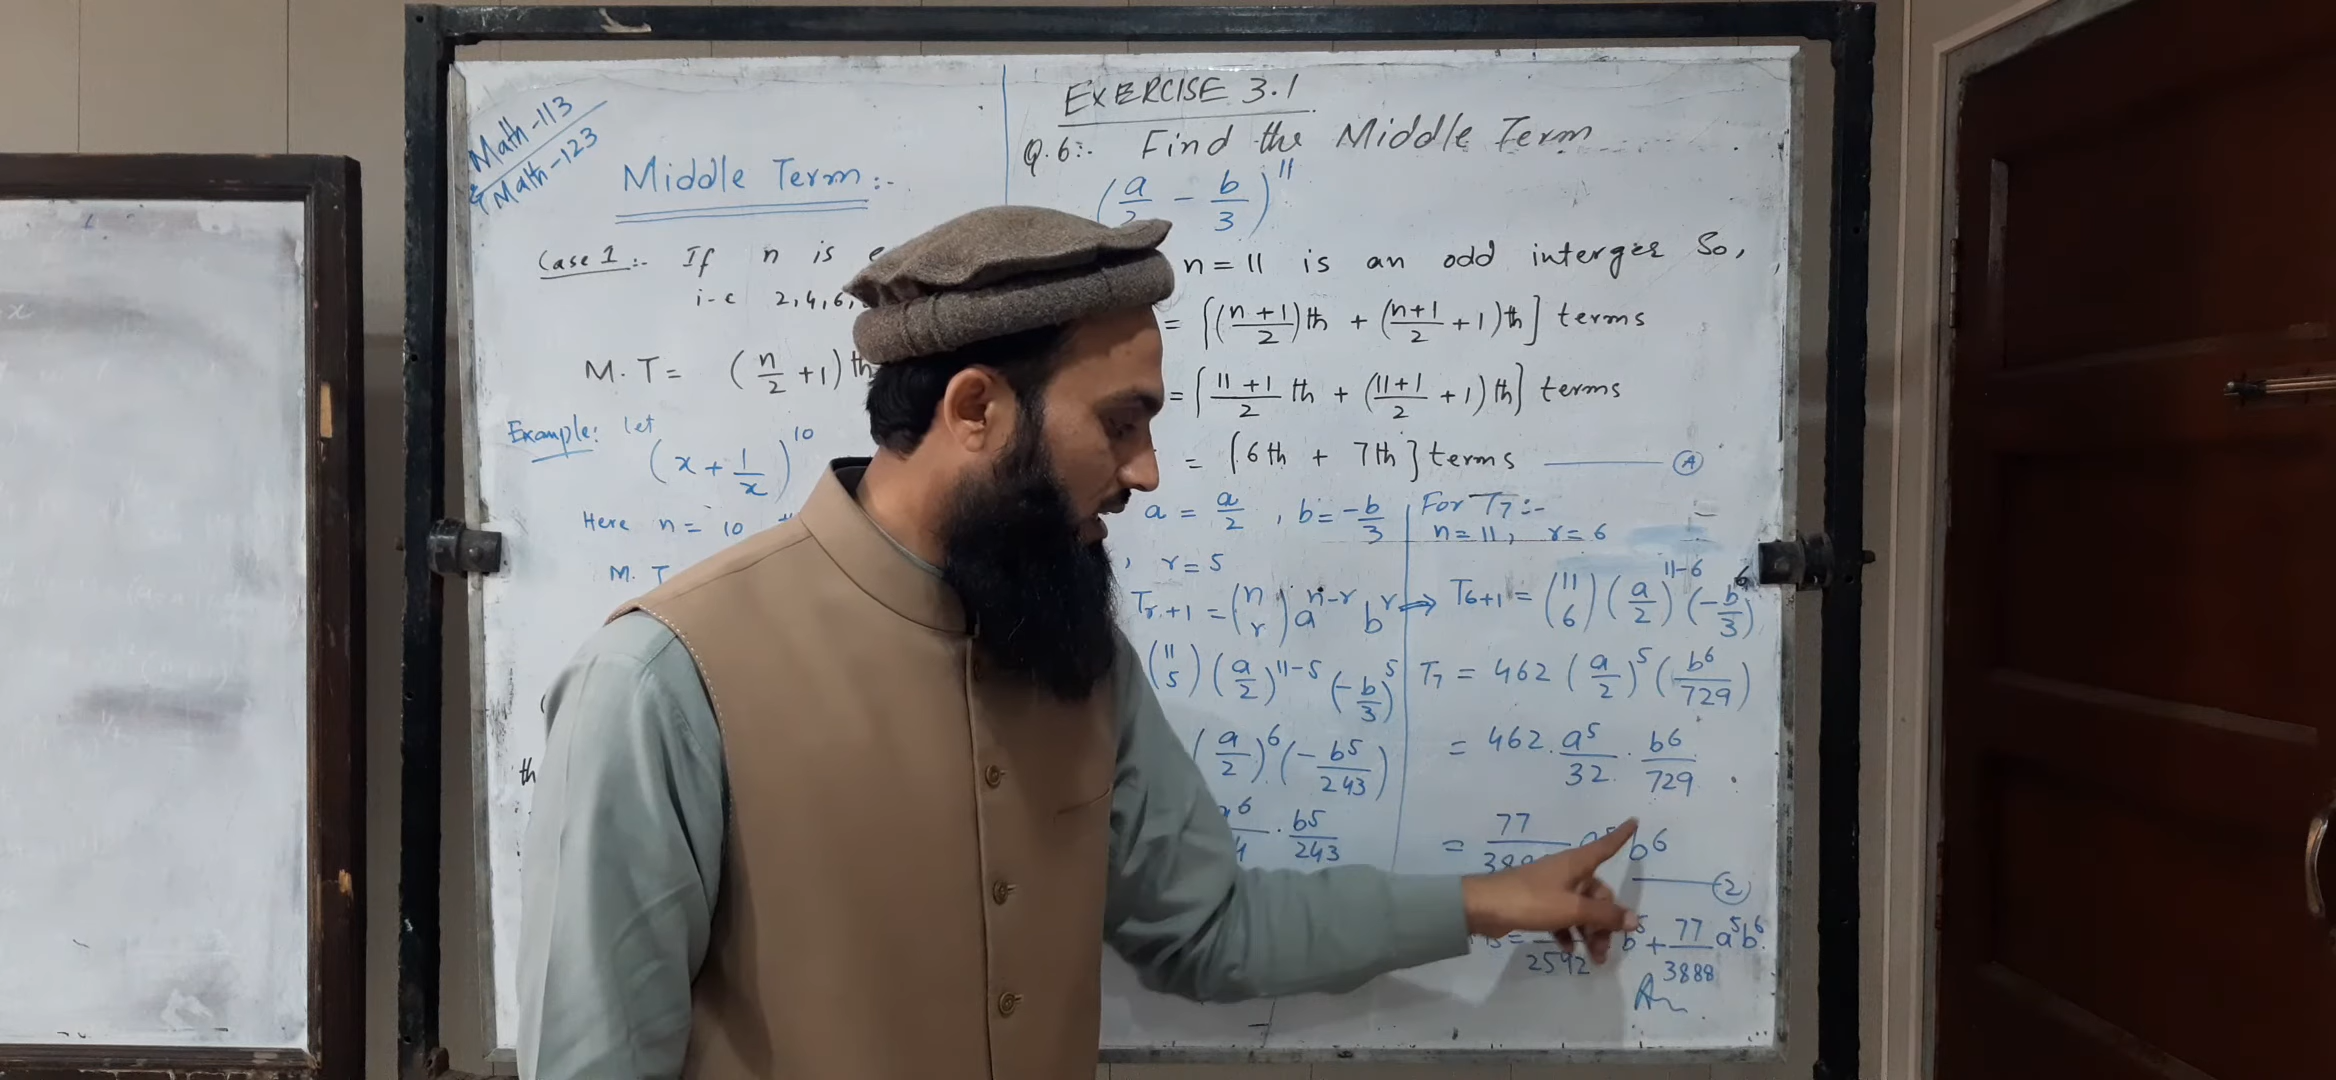 Math-113
& Math-123
Middle Term :-
Case 1 :- If n is
i-e 2, 4, 6,
M. T = (n/2 + 1) th
Example: let
(x + 1/x)^10
Here n = 10
M. T
th
EXERCISE 3.1
Q.6:- Find the Middle Term
(a/2 - b/3)^11
n = 11 is an odd interger So,
= [((n+1)/2)th + ((n+1)/2 + 1)th] terms
= [(11+1)/2 th + ((11+1)/2 + 1)th] terms
= [6th + 7th] terms ——— (A)
a = a/2 , b = -b/3
, r = 5
Tr+1 = (n r) a^n-r b^r ⇒
(11 5) (a/2)^11-5 (-b/3)^5
(a/2)^6 (-b^5/243)
. b^5/243
For T7 :-
n = 11, r = 6
T6+1 = (11 6) (a/2)^11-6 (-b/3)^6
T7 = 462 (a/2)^5 (b^6/729)
= 462 . a^5/32 . b^6/729
= 77/ b^6
——— (2)
= /2592 b^5 + 77/3888 a^5 b^6.